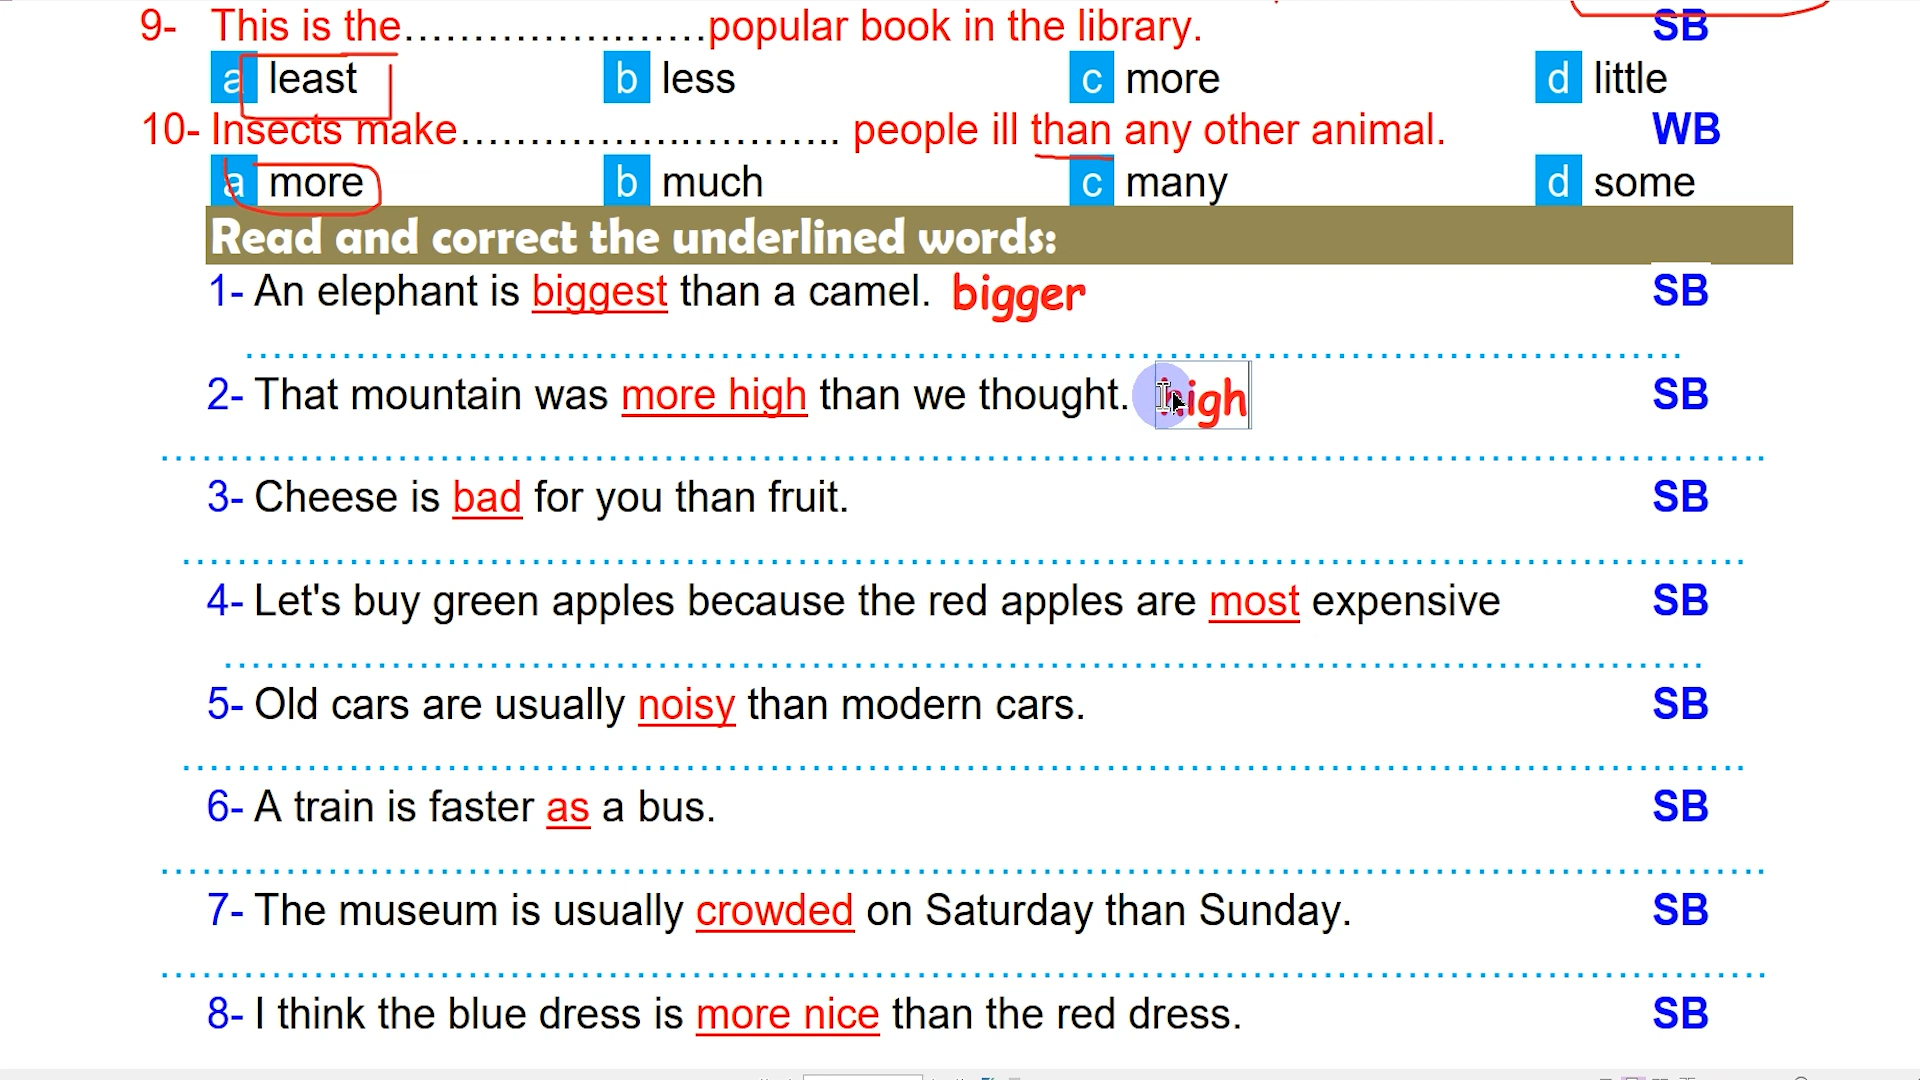 9- This is the……………..……popular book in the library. SB
a least b less c more d little
10- Insects make……………..……….. people ill than any other animal. WB
a more b much c many d some
Read and correct the underlined words:
1- An elephant is biggest than a camel. bigger SB
2- That mountain was more high than we thought. high SB
3- Cheese is bad for you than fruit. SB
4- Let's buy green apples because the red apples are most expensive SB
5- Old cars are usually noisy than modern cars. SB
6- A train is faster as a bus. SB
7- The museum is usually crowded on Saturday than Sunday. SB
8- I think the blue dress is more nice than the red dress. SB